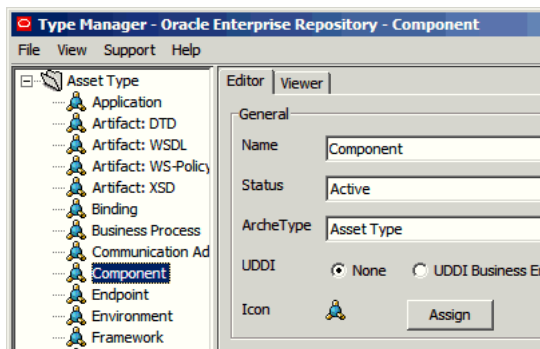 Type Manager - Oracle Enterprise Repository - Component
File View Support Help
Asset Type
Application
Artifact: DTD
Artifact: WSDL
Artifact: WS-Policy
Artifact: XSD
Binding
Business Process
Communication Ad
Component
Endpoint
Environment
Framework
Editor Viewer
General
Name Component
Status Active
ArcheType Asset Type
UDDI None UDDI Business E
Icon Assign